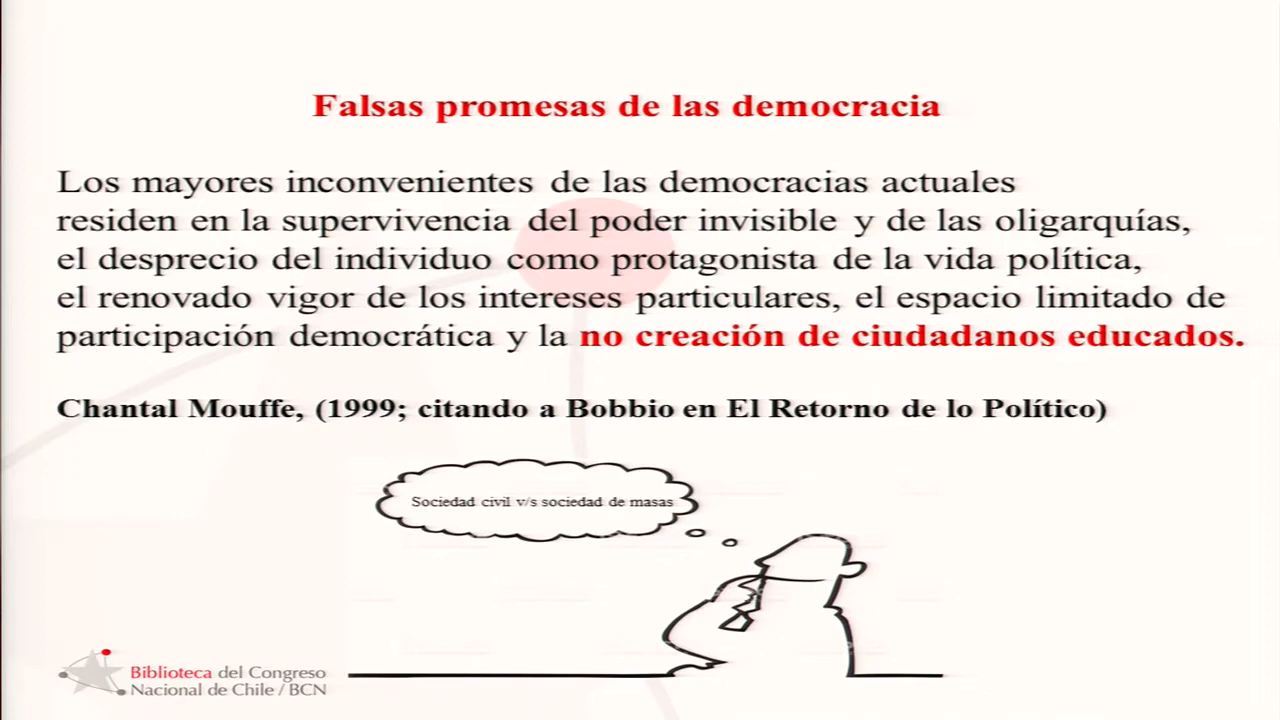 Falsas promesas de las democracia
Los mayores inconvenientes de las democracias actuales
residen en la supervivencia del poder invisible y de las oligarquías,
el desprecio del individuo como protagonista de la vida política,
el renovado vigor de los intereses particulares, el espacio limitado de
participación democrática y la no creación de ciudadanos educados.
Chantal Mouffe, (1999; citando a Bobbio en El Retorno de lo Político)
Sociedad civil v/s sociedad de masas
Biblioteca del Congreso
Nacional de Chile / BCN